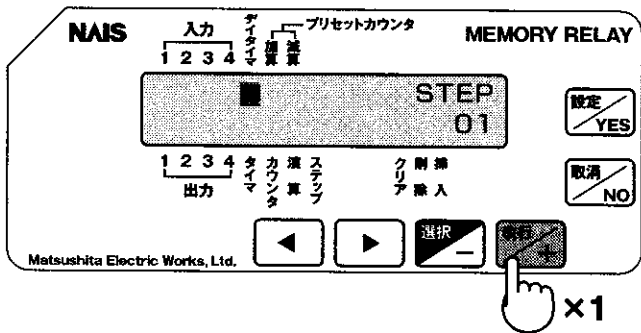 NAIS
入力
1 2 3 4
デイタイマ
加算
減算
プリセットカウンタ
MEMORY RELAY
STEP
01
設定/YES
取消/NO
1 2 3 4
出力
タイマ
カウンタ
演算
ステップ
クリア
削除
挿入
選択
−
+
×1
Matsushita Electric Works, Ltd.